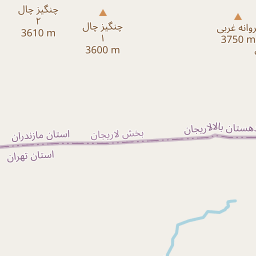 چنگیز چال
۲
3610 m
چنگیز چال
۱
3600 m
روانه غربی
3750 m
استان مازندران
بخش لاریجان
دهستان بالالاریجان
استان تهران